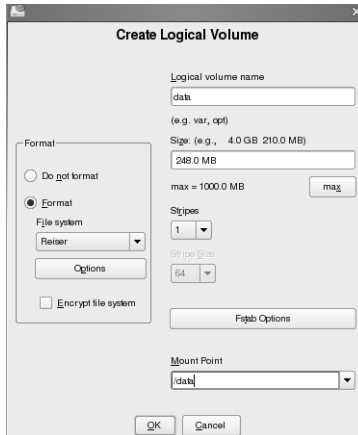 Create Logical Volume
Logical volume name
data
(e.g. var, opt)
Size: (e.g., 4.0 GB 210.0 MB)
248.0 MB
max = 1000.0 MB
max
Stripes
1
Stripe Size
64
Fstab Options
Mount Point
/data
Format
Do not format
Format
File system
Reiser
Options
Encrypt file system
OK
Cancel